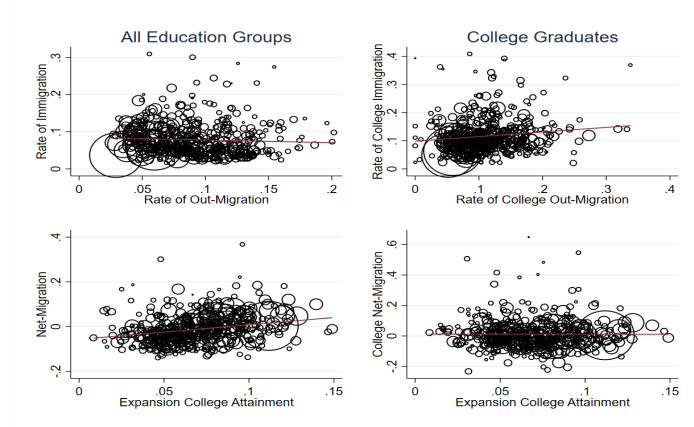 All Education Groups
Rate of Immigration
0 .1 .2 .3
0 .05 .1 .15 .2
Rate of Out-Migration
College Graduates
Rate of College Immigration
0 .1 .2 .3 .4
0 .1 .2 .3 .4
Rate of College Out-Migration
Net-Migration
-.2 0 .2 .4
0 .05 .1 .15
Expansion College Attainment
College Net-Migration
-.2 0 .2 .4 .6
0 .05 .1 .15
Expansion College Attainment